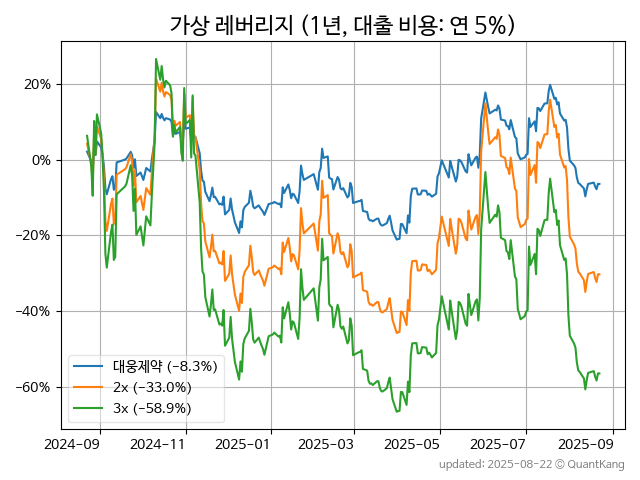 가상 레버리지 (1년, 대출 비용: 연 5%)
20%
0%
−20%
−40%
−60%
대웅제약 (−8.3%)
2x (−33.0%)
3x (−58.9%)
2024-09 2024-11 2025-01 2025-03 2025-05 2025-07 2025-09
updated: 2025-08-22 © QuantKang